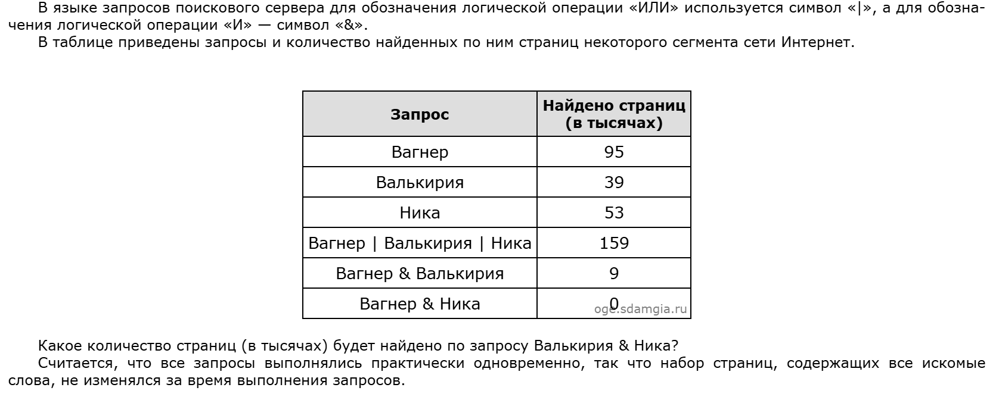 В языке запросов поискового сервера для обозначения логической операции «ИЛИ» используется символ «|», а для обозна-
чения логической операции «И» — символ «&».
В таблице приведены запросы и количество найденных по ним страниц некоторого сегмента сети Интернет.
Запрос Найдено страниц (в тысячах)
Вагнер 95
Валькирия 39
Ника 53
Вагнер | Валькирия | Ника 159
Вагнер & Валькирия 9
Вагнер & Ника 0
oge.sdamgia.ru
Какое количество страниц (в тысячах) будет найдено по запросу Валькирия & Ника?
Считается, что все запросы выполнялись практически одновременно, так что набор страниц, содержащих все искомые
слова, не изменялся за время выполнения запросов.